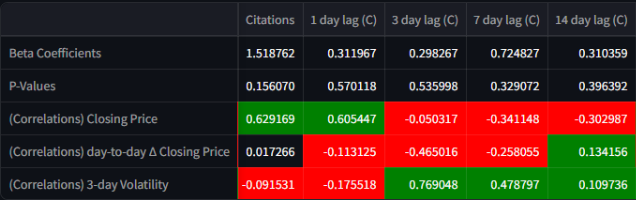 Citations 1 day lag (C) 3 day lag (C) 7 day lag (C) 14 day lag (C)
Beta Coefficients 1.518762 0.311967 0.298267 0.724827 0.310359
P-Values 0.156070 0.570118 0.535998 0.329072 0.396392
(Correlations) Closing Price 0.629169 0.605447 -0.050317 -0.341148 -0.302987
(Correlations) day-to-day Δ Closing Price 0.017266 -0.113125 -0.465016 -0.258055 0.134156
(Correlations) 3-day Volatility -0.091531 -0.175518 0.769048 0.478797 0.109736